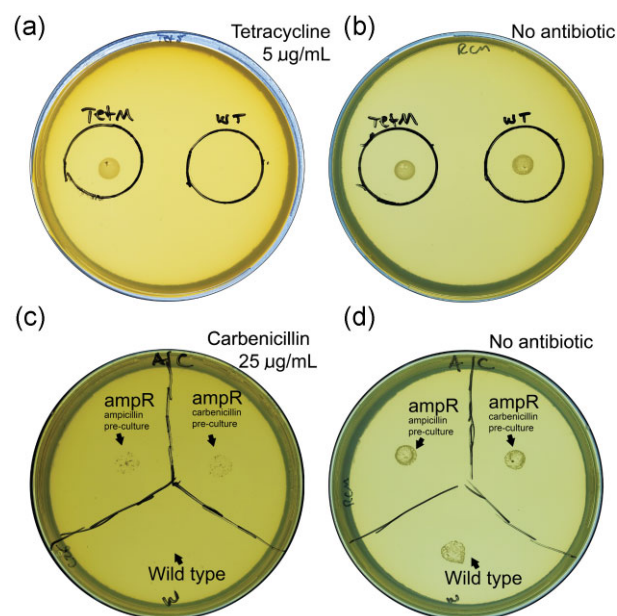 (a)
Tetracycline
5 µg/mL
TetM
WT
(b)
No antibiotic
RCM
TetM
WT
(c)
Carbenicillin
25 µg/mL
A C
ampR
ampicillin
pre-culture
ampR
carbenicillin
pre-culture
Wild type
W
(d)
No antibiotic
A C
ampR
ampicillin
pre-culture
ampR
carbenicillin
pre-culture
RCM
Wild type
W